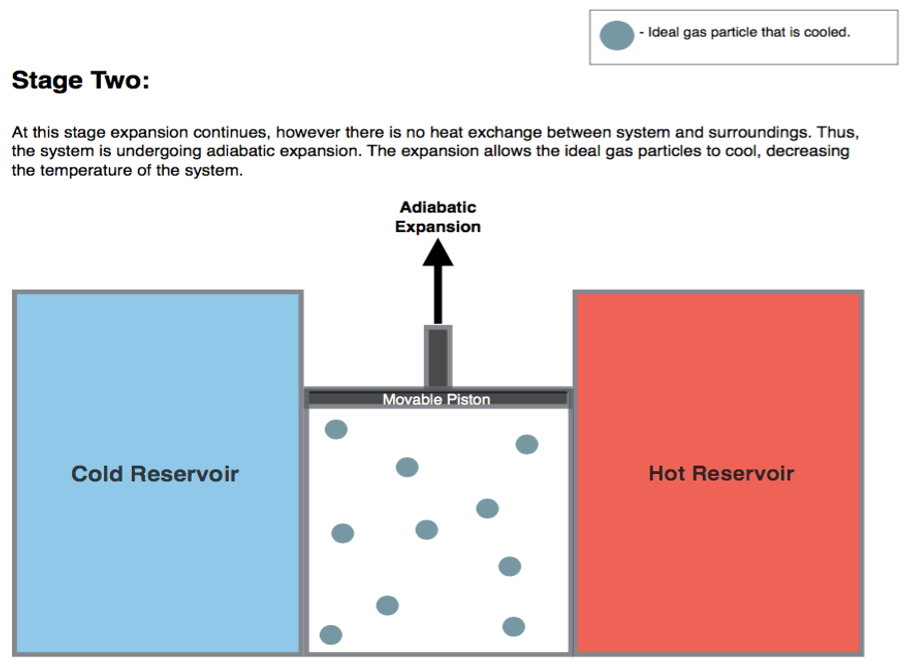 - Ideal gas particle that is cooled.
Stage Two:
At this stage expansion continues, however there is no heat exchange between system and surroundings. Thus,
the system is undergoing adiabatic expansion. The expansion allows the ideal gas particles to cool, decreasing
the temperature of the system.
Adiabatic
Expansion
Movable Piston
Cold Reservoir
Hot Reservoir